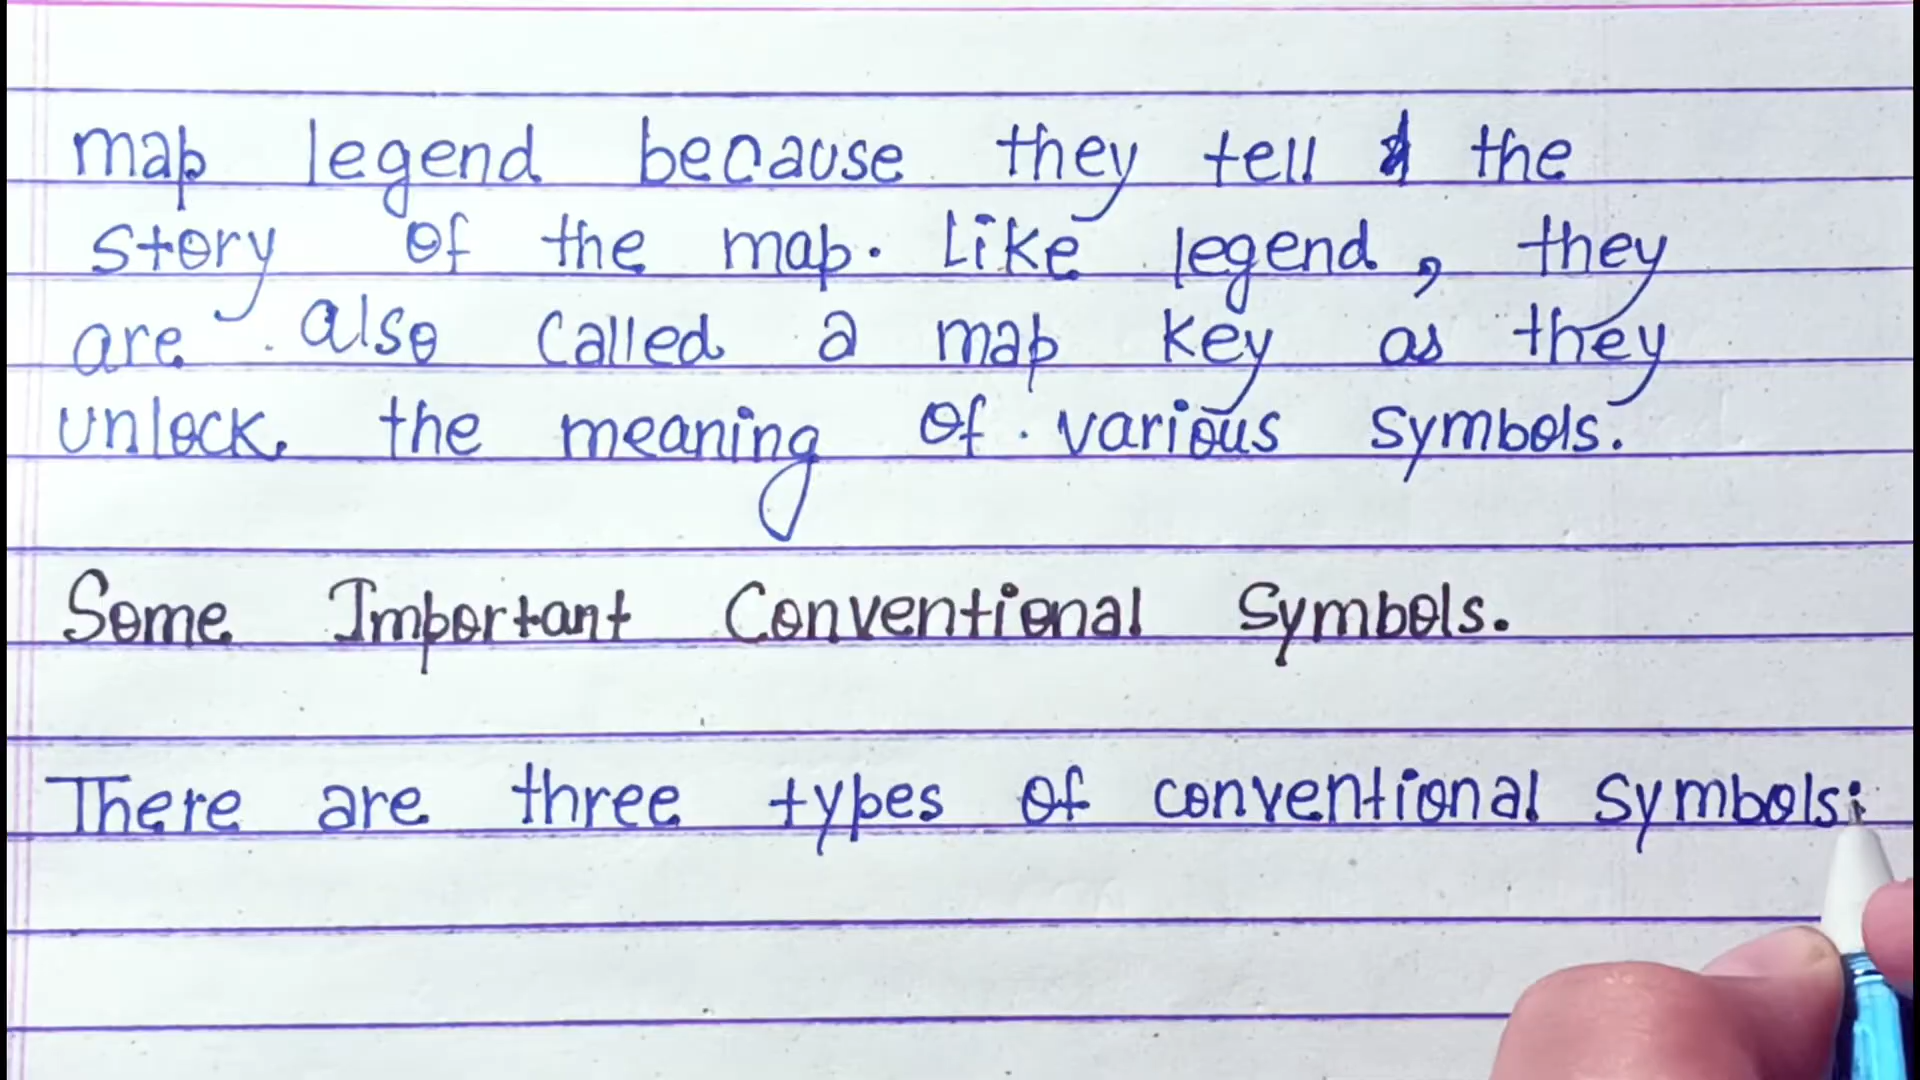 map legend because they tell the
story of the map. Like legend, they
are also called a map key as they
unlock the meaning of various symbols.
Some Important Conventional Symbols.
There are three types of conventional symbols: